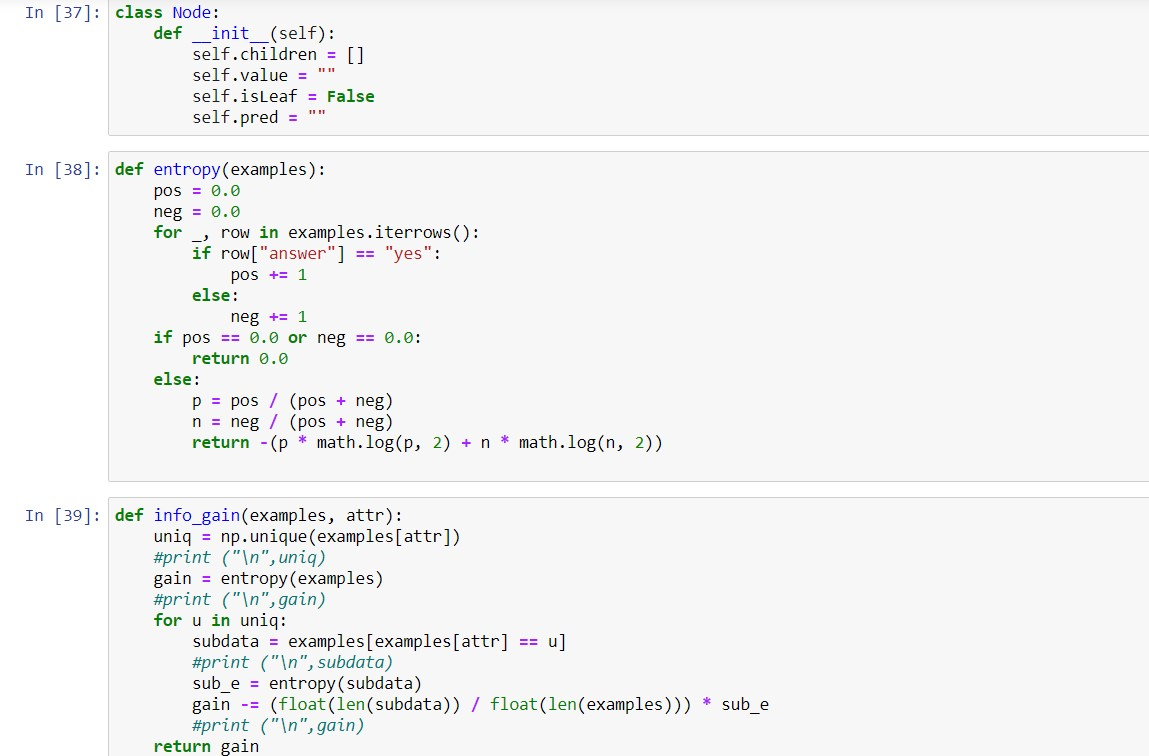 In [37]: class Node:
    def __init__(self):
        self.children = []
        self.value = ""
        self.isLeaf = False
        self.pred = ""
In [38]: def entropy(examples):
    pos = 0.0
    neg = 0.0
    for _, row in examples.iterrows():
        if row["answer"] == "yes":
            pos += 1
        else:
            neg += 1
    if pos == 0.0 or neg == 0.0:
        return 0.0
    else:
        p = pos / (pos + neg)
        n = neg / (pos + neg)
        return -(p * math.log(p, 2) + n * math.log(n, 2))
In [39]: def info_gain(examples, attr):
    uniq = np.unique(examples[attr])
    #print ("\n",uniq)
    gain = entropy(examples)
    #print ("\n",gain)
    for u in uniq:
        subdata = examples[examples[attr] == u]
        #print ("\n",subdata)
        sub_e = entropy(subdata)
        gain -= (float(len(subdata)) / float(len(examples))) * sub_e
        #print ("\n",gain)
    return gain